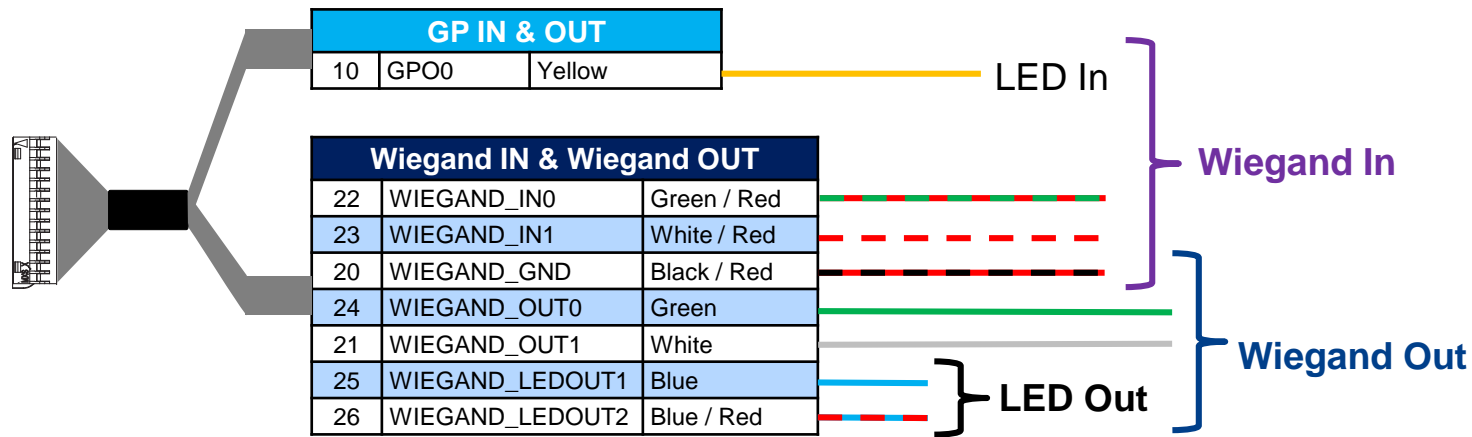 GP IN & OUT
10 GPO0 Yellow
LED In
Wiegand In
Wiegand IN & Wiegand OUT
22 WIEGAND_IN0 Green / Red
23 WIEGAND_IN1 White / Red
20 WIEGAND_GND Black / Red
24 WIEGAND_OUT0 Green
21 WIEGAND_OUT1 White
25 WIEGAND_LEDOUT1 Blue
26 WIEGAND_LEDOUT2 Blue / Red
LED Out
Wiegand Out